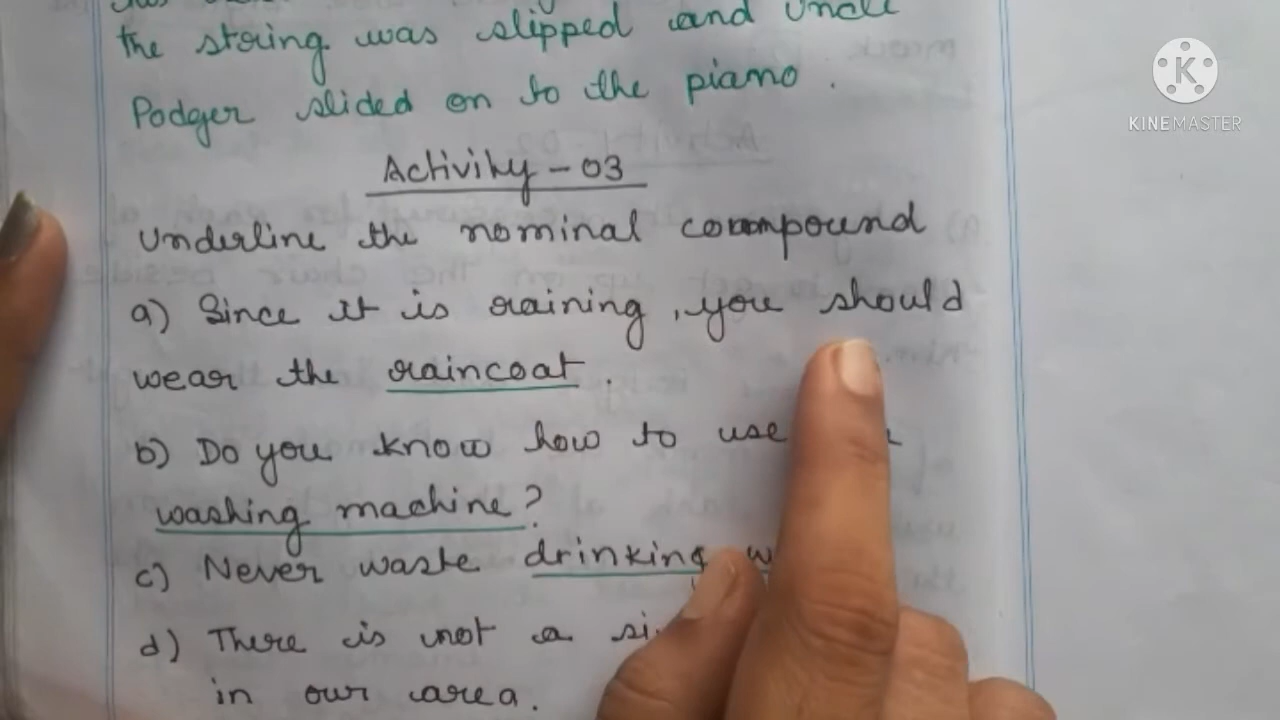 the string was slipped and Uncle
Podger slided on to the piano.
Activity - 03
Underline the nominal compound
a) Since it is raining, you should
wear the raincoat.
b) Do you know how to use
washing machine?
c) Never waste drinking
d) There is not a
in our area.
K
KINEMASTER